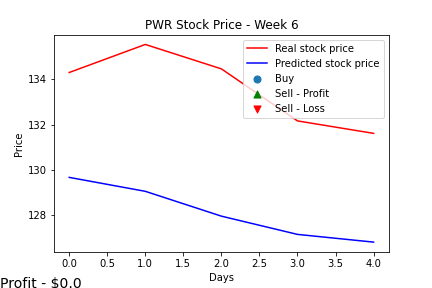 PWR Stock Price - Week 6
Real stock price
Predicted stock price
Buy
Sell - Profit
Sell - Loss
Price
134
132
130
128
0.0 0.5 1.0 1.5 2.0 2.5 3.0 3.5 4.0
Days
Profit - $0.0